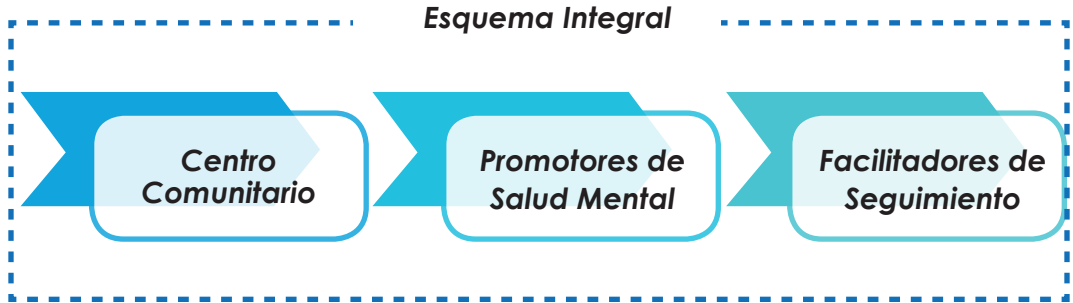 Esquema Integral
Centro
Comunitario
Promotores de
Salud Mental
Facilitadores de
Seguimiento